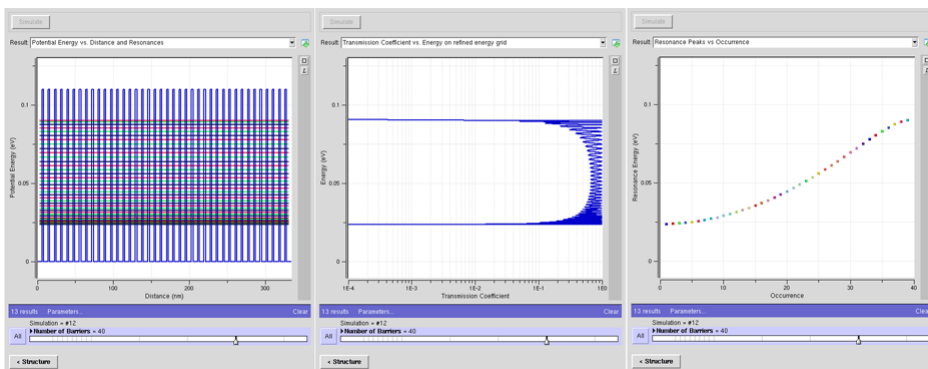 Simulate
Result: Potential Energy vs. Distance and Resonances
Potential Energy (eV)
0.1
0.05
0
0
100
200
300
Distance (nm)
13 results Parameters... Clear
Simulation = #12
Number of Barriers = 40
All
< Structure
Simulate
Result: Transmission Coefficient vs. Energy on refined energy grid
Energy (eV)
0.1
0.05
0
1E-4
1E-3
1E-2
1E-1
1E0
Transmission Coefficient
13 results Parameters... Clear
Simulation = #12
Number of Barriers = 40
All
< Structure
Simulate
Result: Resonance Peaks vs Occurrence
Resonance Energy (eV)
0.1
0.05
0
0
10
20
30
40
Occurrence
13 results Parameters...
Simulation = #12
Number of Barriers = 40
All
< Structure